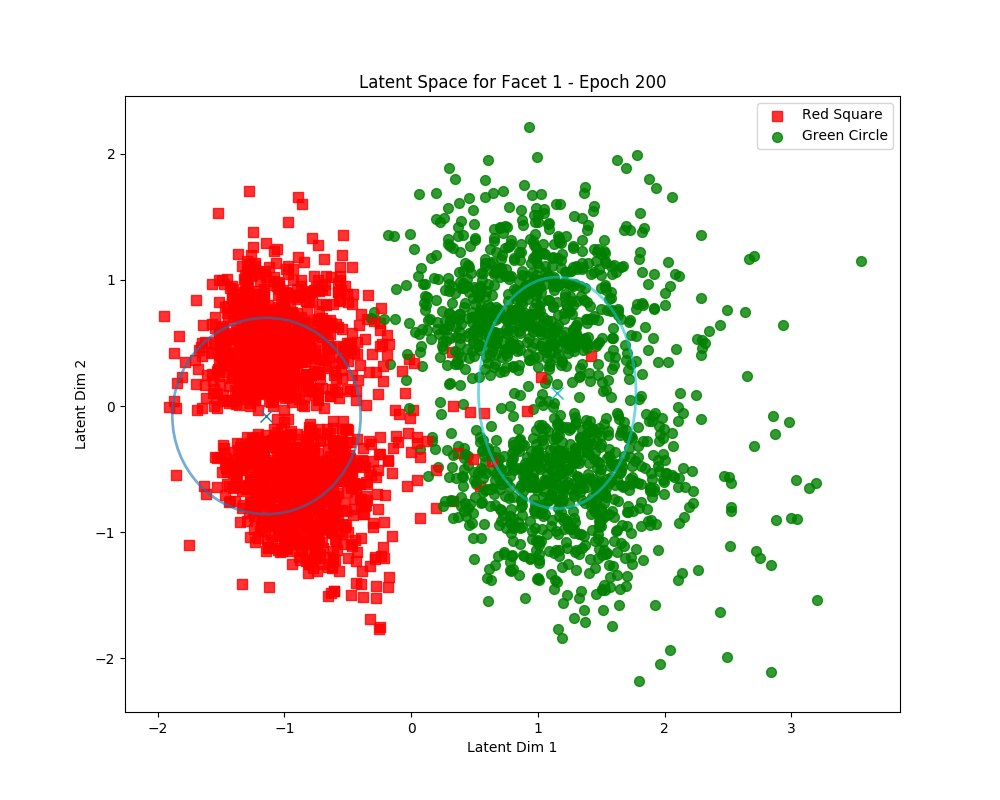 Latent Space for Facet 1 - Epoch 200
Red Square
Green Circle
Latent Dim 2
2
1
0
−1
−2
−2
−1
0
1
2
3
Latent Dim 1